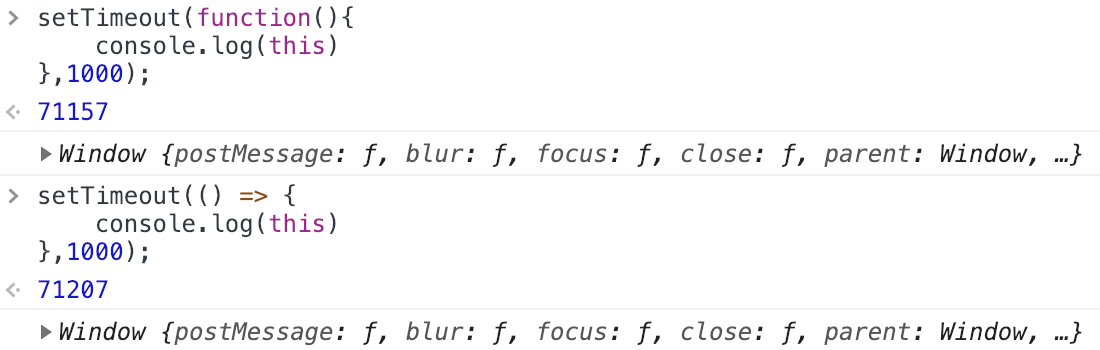 > setTimeout(function(){
console.log(this)
},1000);
71157
Window {postMessage: ƒ, blur: ƒ, focus: ƒ, close: ƒ, parent: Window, …}
> setTimeout(() => {
console.log(this)
},1000);
71207
Window {postMessage: ƒ, blur: ƒ, focus: ƒ, close: ƒ, parent: Window, …}